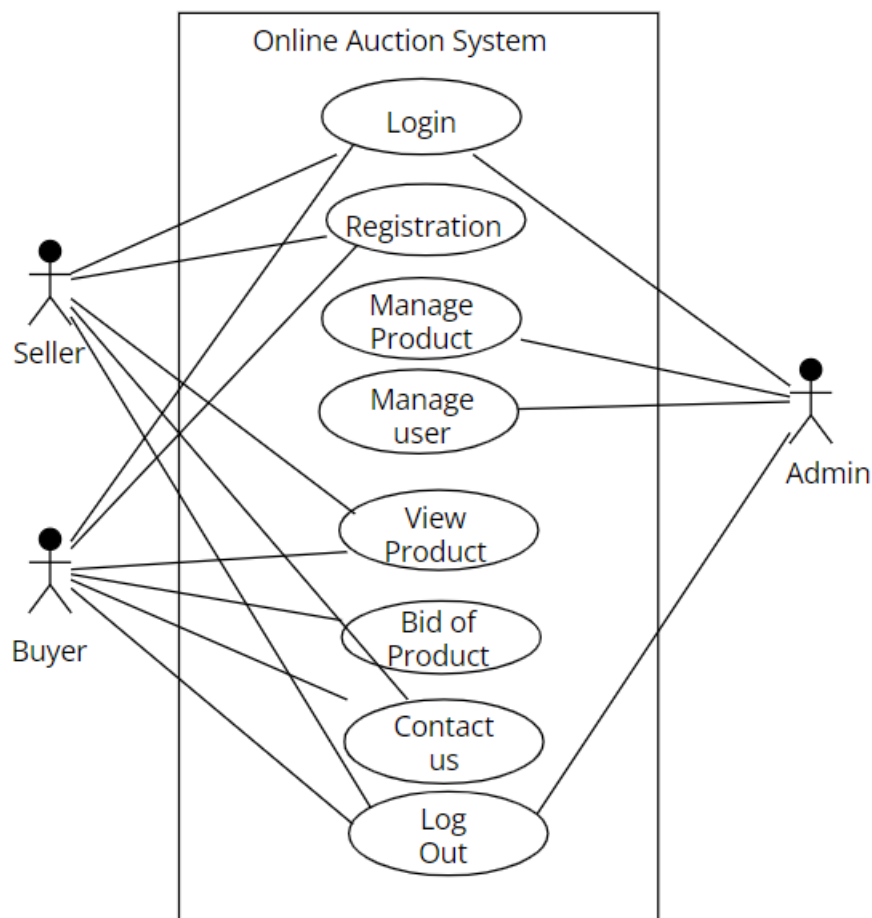 Online Auction System
Login
Registration
Seller
Manage
Product
Manage
user
Admin
View
Product
Buyer
Bid of
Product
Contact
us
Log
Out